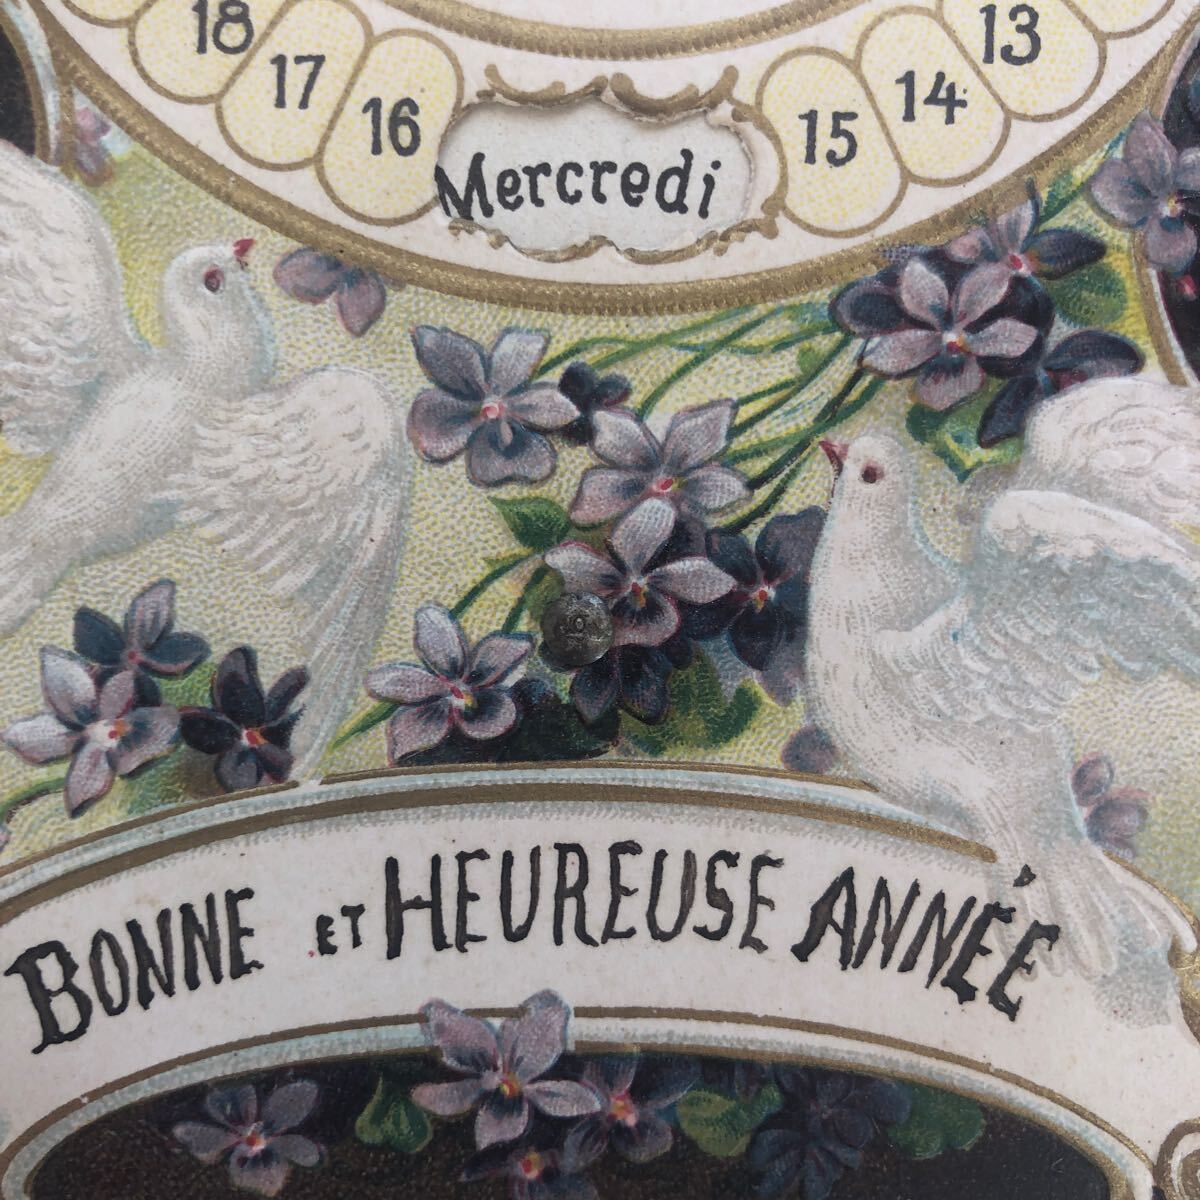 18 17 16 Mercredi 15 14 13
BONNE ET HEUREUSE ANNÉE